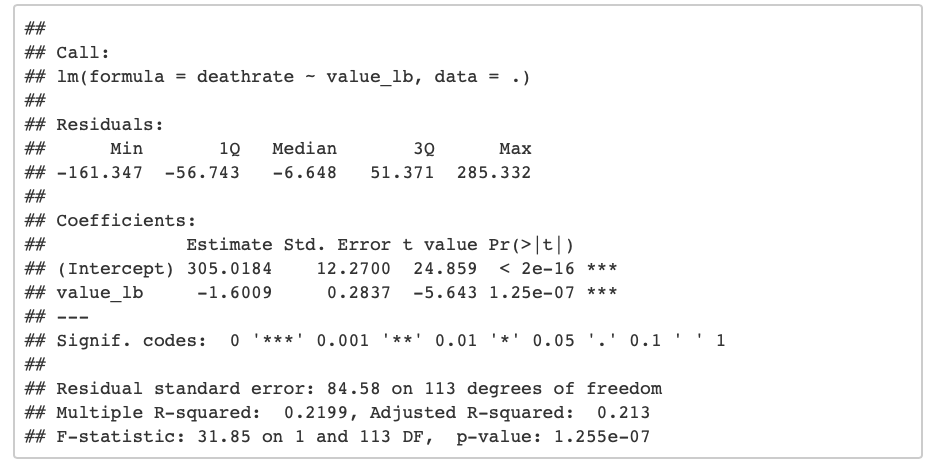 ##
## Call:
## lm(formula = deathrate ~ value_lb, data = .)
##
## Residuals:
##      Min       1Q   Median       3Q      Max
## -161.347  -56.743   -6.648   51.371  285.332
##
## Coefficients:
##             Estimate Std. Error t value Pr(>|t|)
## (Intercept) 305.0184    12.2700  24.859  < 2e-16 ***
## value_lb     -1.6009     0.2837  -5.643 1.25e-07 ***
## ---
## Signif. codes:  0 '***' 0.001 '**' 0.01 '*' 0.05 '.' 0.1 ' ' 1
##
## Residual standard error: 84.58 on 113 degrees of freedom
## Multiple R-squared:  0.2199, Adjusted R-squared:  0.213
## F-statistic: 31.85 on 1 and 113 DF,  p-value: 1.255e-07